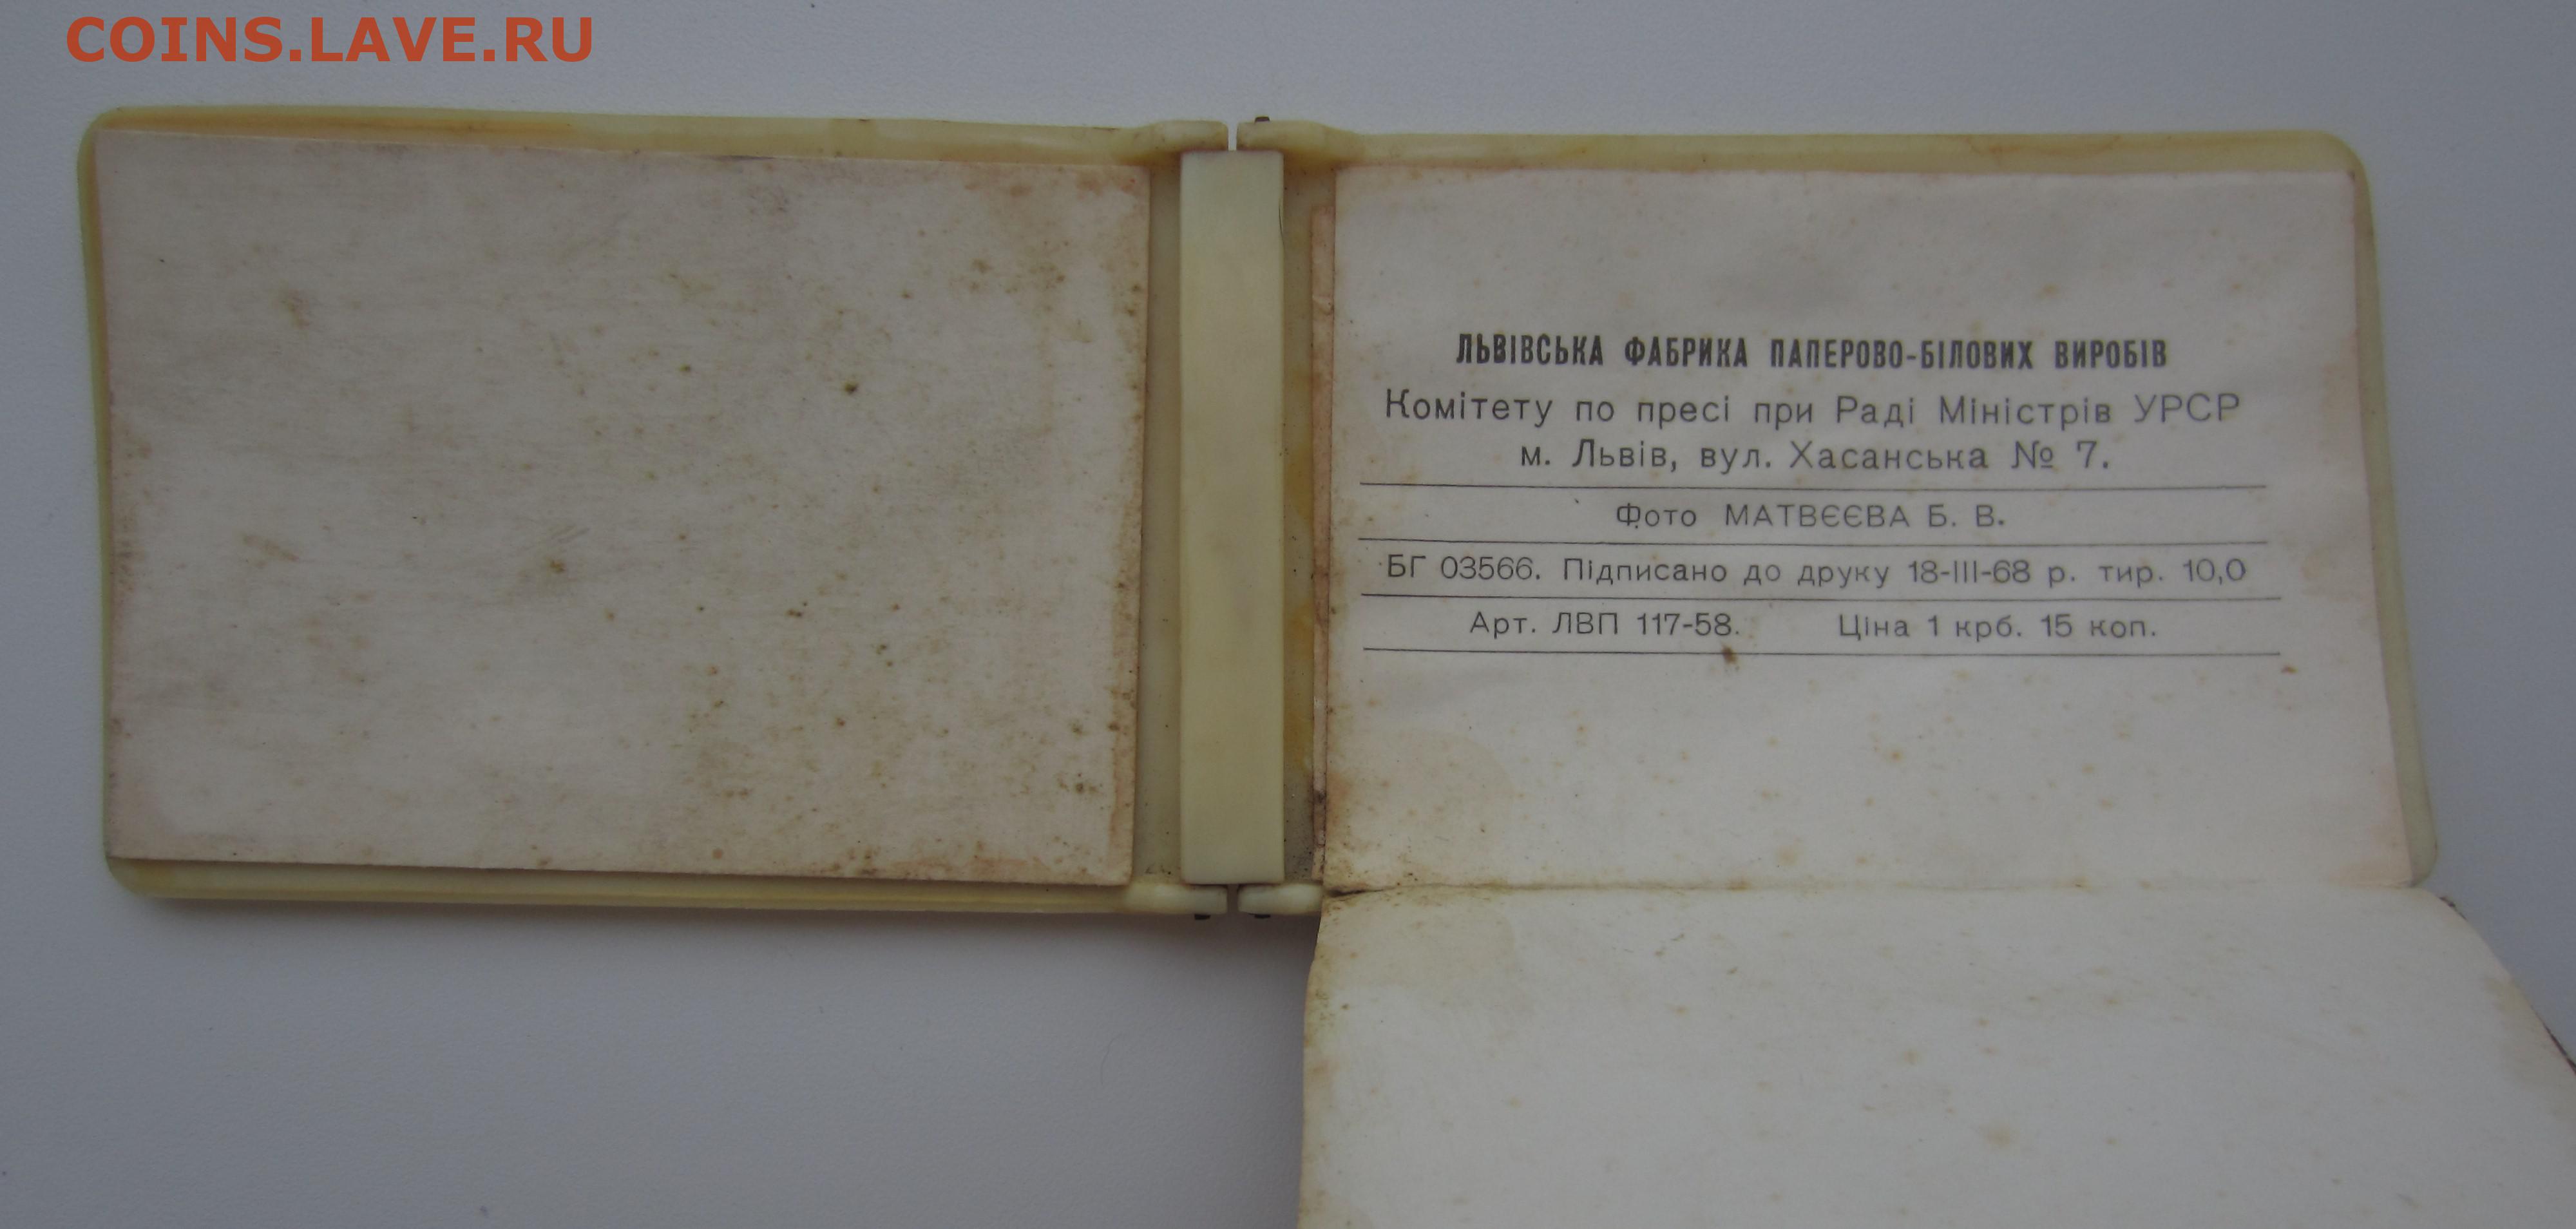 COINS.LAVE.RU
ЛЬВІВСЬКА ФАБРИКА ПАПЕРОВО-БІЛОВИХ ВИРОБІВ
Комітету по пресі при Раді Міністрів УРСР
м. Львів, вул. Хасанська № 7.
Фото МАТВЄЄВА Б. В.
БГ 03566. Підписано до друку 18-III-68 р. тир. 10,0
Арт. ЛВП 117-58. Ціна 1 крб. 15 коп.